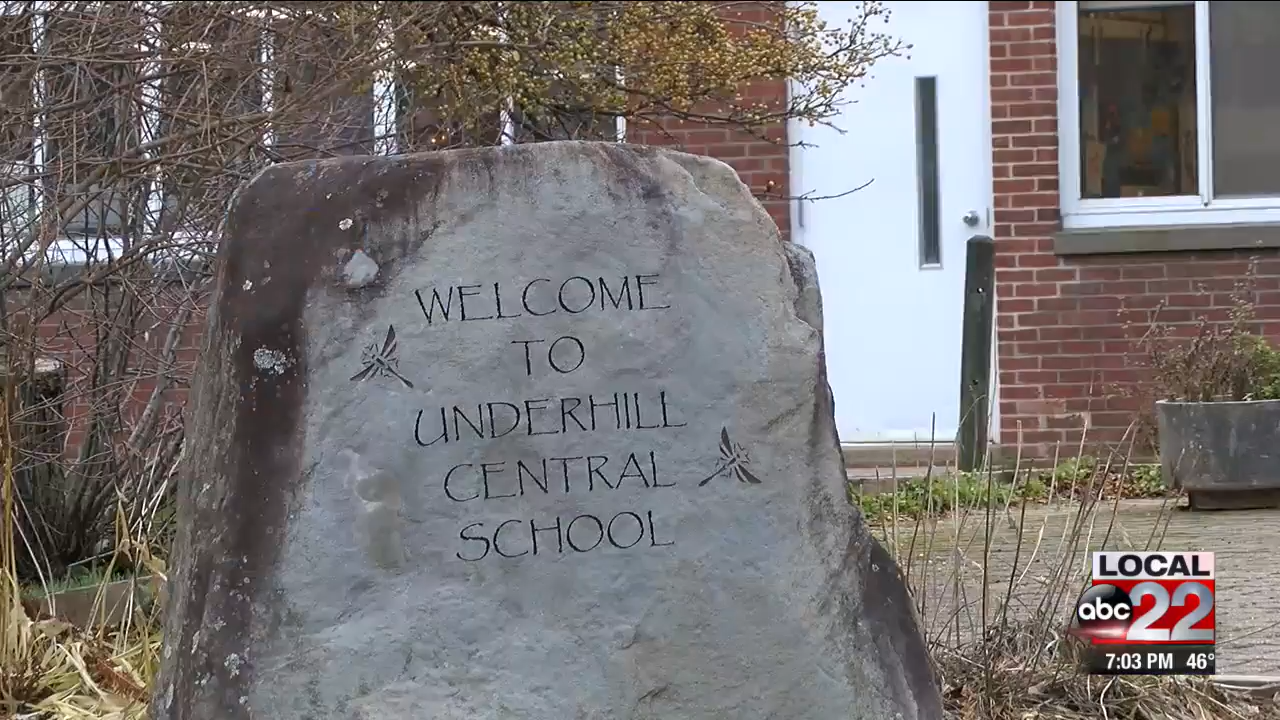 WELCOME
TO
UNDERHILL
CENTRAL
SCHOOL
LOCAL
abc 22
7:03 PM 46°